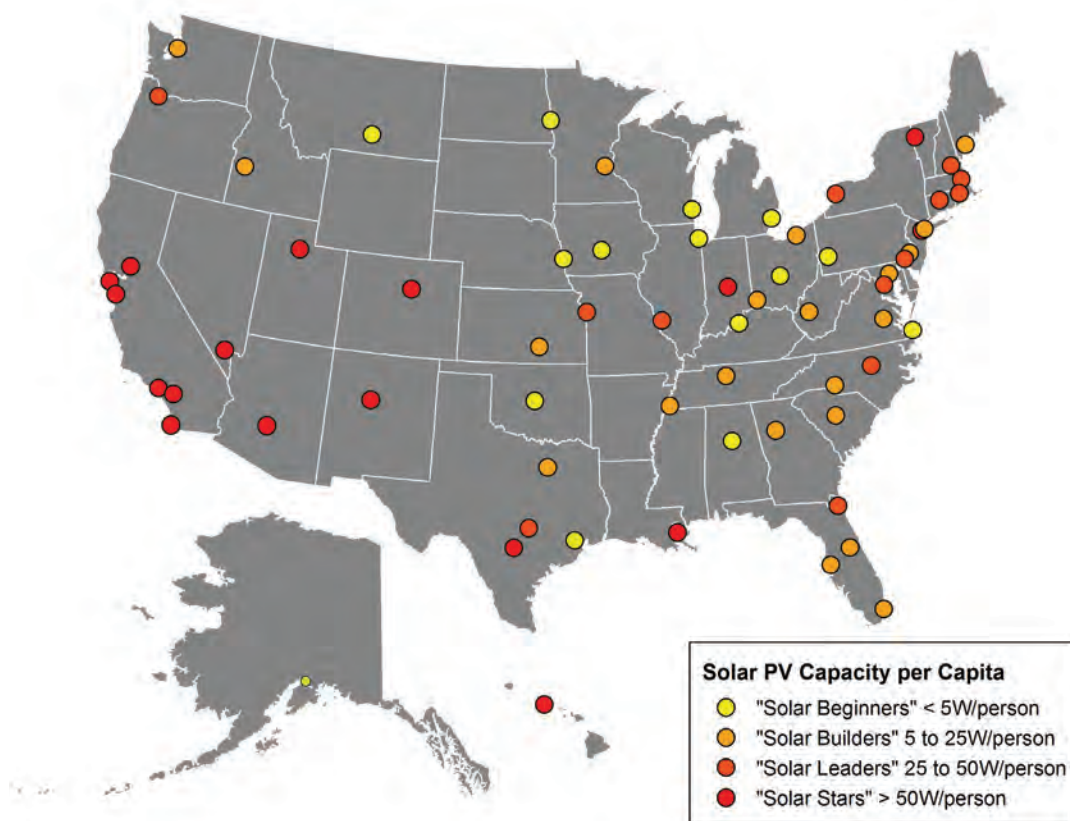 Solar PV Capacity per Capita
"Solar Beginners" < 5W/person
"Solar Builders" 5 to 25W/person
"Solar Leaders" 25 to 50W/person
"Solar Stars" > 50W/person